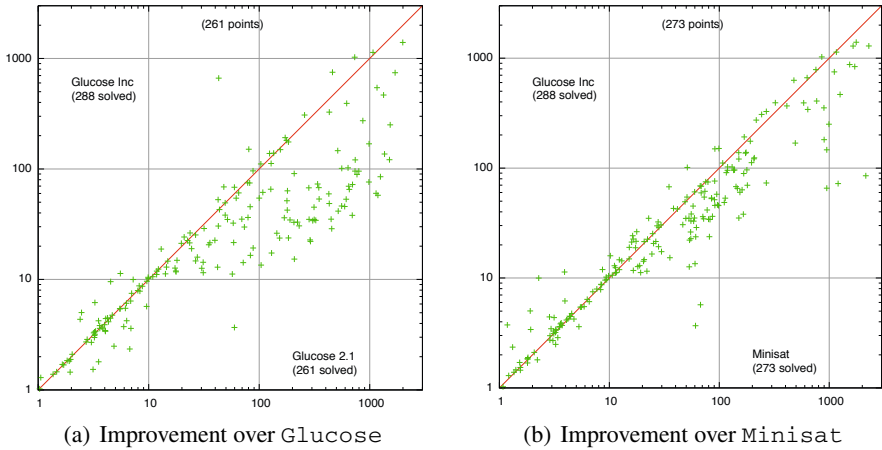 (261 points)
1000
Glucose Inc
(288 solved)
100
10
Glucose 2.1
(261 solved)
1
1 10 100 1000
(a) Improvement over Glucose
(273 points)
1000
Glucose Inc
(288 solved)
100
10
Minisat
(273 solved)
1
1 10 100 1000
(b) Improvement over Minisat